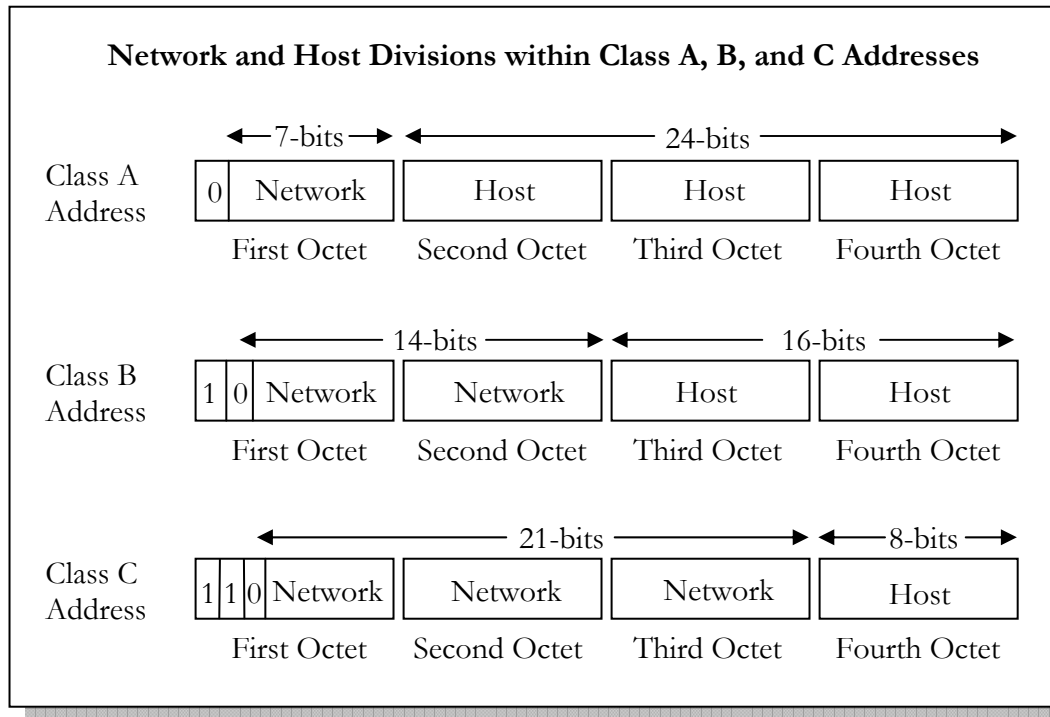 Network and Host Divisions within Class A, B, and C Addresses
7-bits 24-bits
Class A
Address
0 Network Host Host Host
First Octet Second Octet Third Octet Fourth Octet
14-bits 16-bits
Class B
Address
1 0 Network Network Host Host
First Octet Second Octet Third Octet Fourth Octet
21-bits 8-bits
Class C
Address
1 1 0 Network Network Network Host
First Octet Second Octet Third Octet Fourth Octet